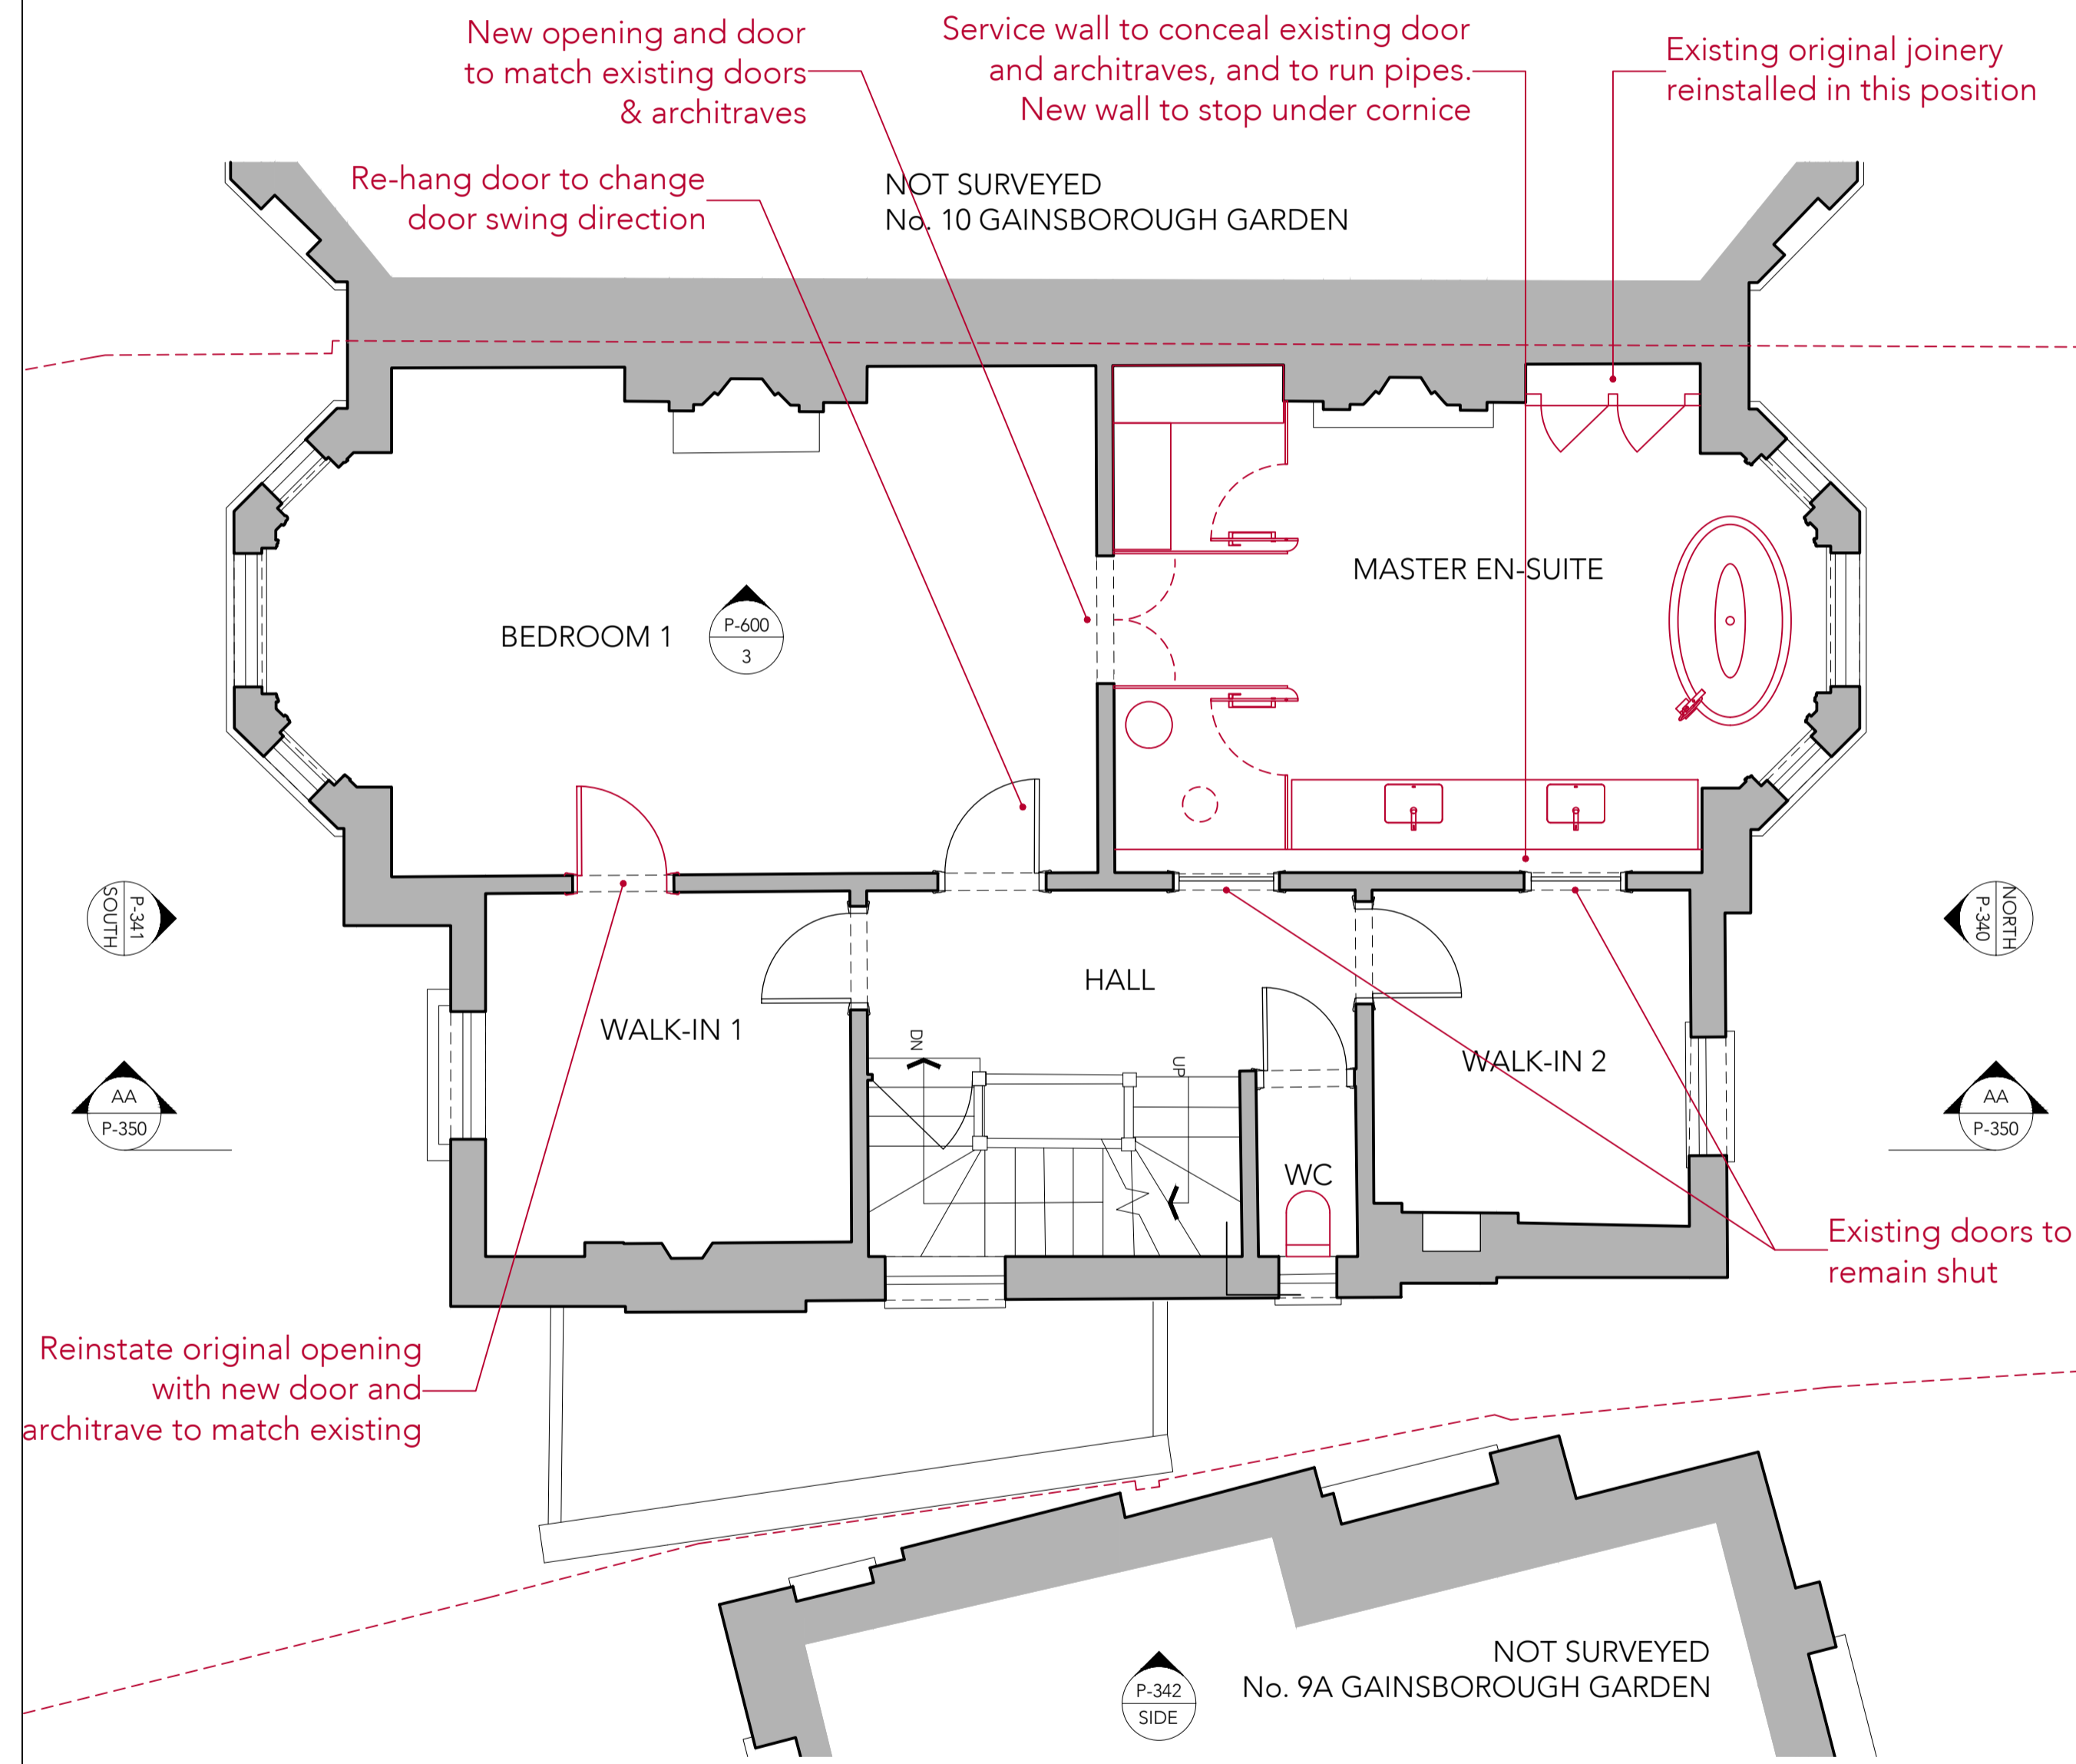 New opening and door
to match existing doors
& architraves
Service wall to conceal existing door
and architraves, and to run pipes.
New wall to stop under cornice
Existing original joinery
reinstalled in this position
Re-hang door to change
door swing direction
NOT SURVEYED
No. 10 GAINSBOROUGH GARDEN
MASTER EN-SUITE
BEDROOM 1
P-600
3
P-341
SOUTH
NORTH
P-340
HALL
WALK-IN 1
DN
UP
WALK-IN 2
AA
P-350
AA
P-350
WC
Existing doors to
remain shut
Reinstate original opening
with new door and
architrave to match existing
NOT SURVEYED
No. 9A GAINSBOROUGH GARDEN
P-342
SIDE